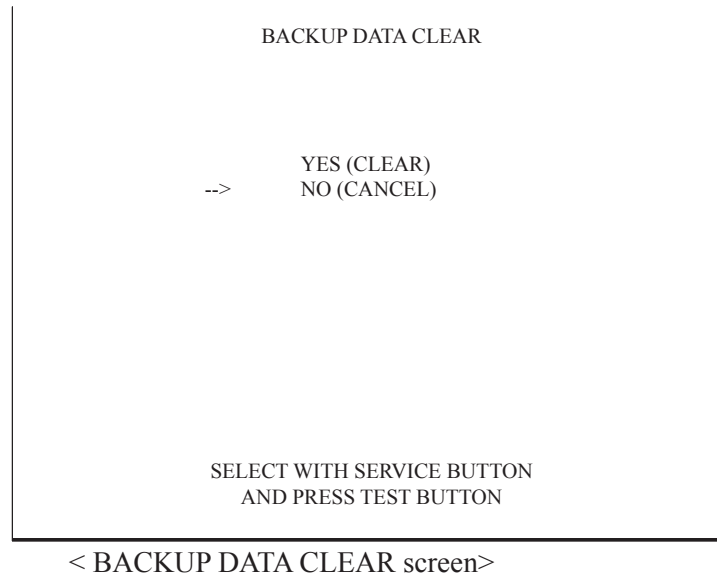 BACKUP DATA CLEAR
YES (CLEAR)
--> NO (CANCEL)
SELECT WITH SERVICE BUTTON
AND PRESS TEST BUTTON
< BACKUP DATA CLEAR screen>